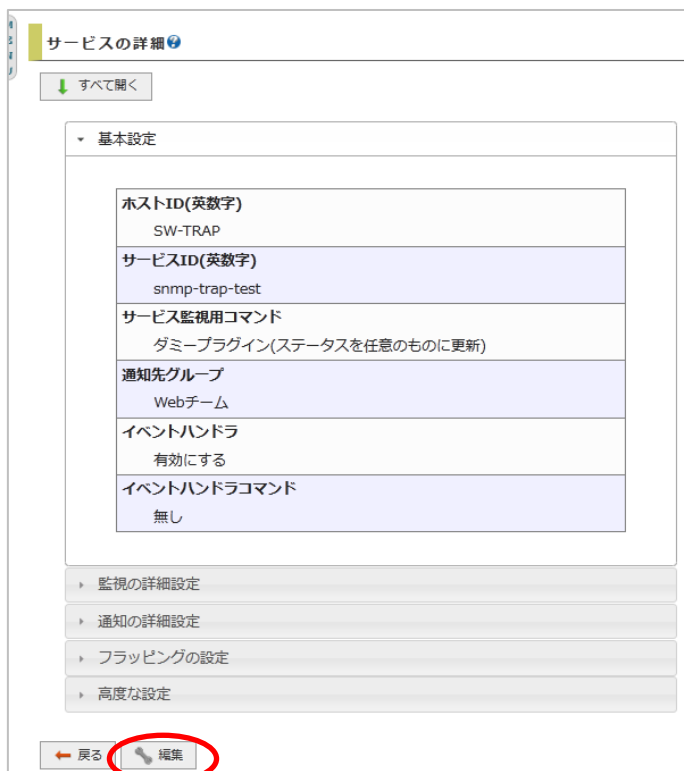 サービスの詳細
すべて開く
基本設定
ホストID(英数字)
SW-TRAP
サービスID(英数字)
snmp-trap-test
サービス監視用コマンド
ダミープラグイン(ステータスを任意のものに更新)
通知先グループ
Webチーム
イベントハンドラ
有効にする
イベントハンドラコマンド
無し
監視の詳細設定
通知の詳細設定
フラッピングの設定
高度な設定
戻る
編集